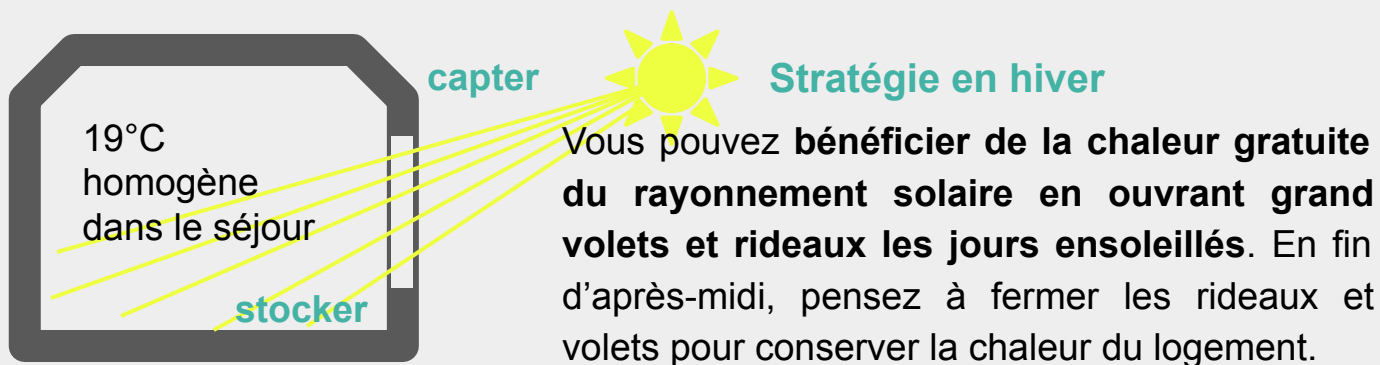 capter
Stratégie en hiver
19°C
homogène
dans le séjour
stocker
Vous pouvez bénéficier de la chaleur gratuite
du rayonnement solaire en ouvrant grand
volets et rideaux les jours ensoleillés. En fin
d’après-midi, pensez à fermer les rideaux et
volets pour conserver la chaleur du logement.